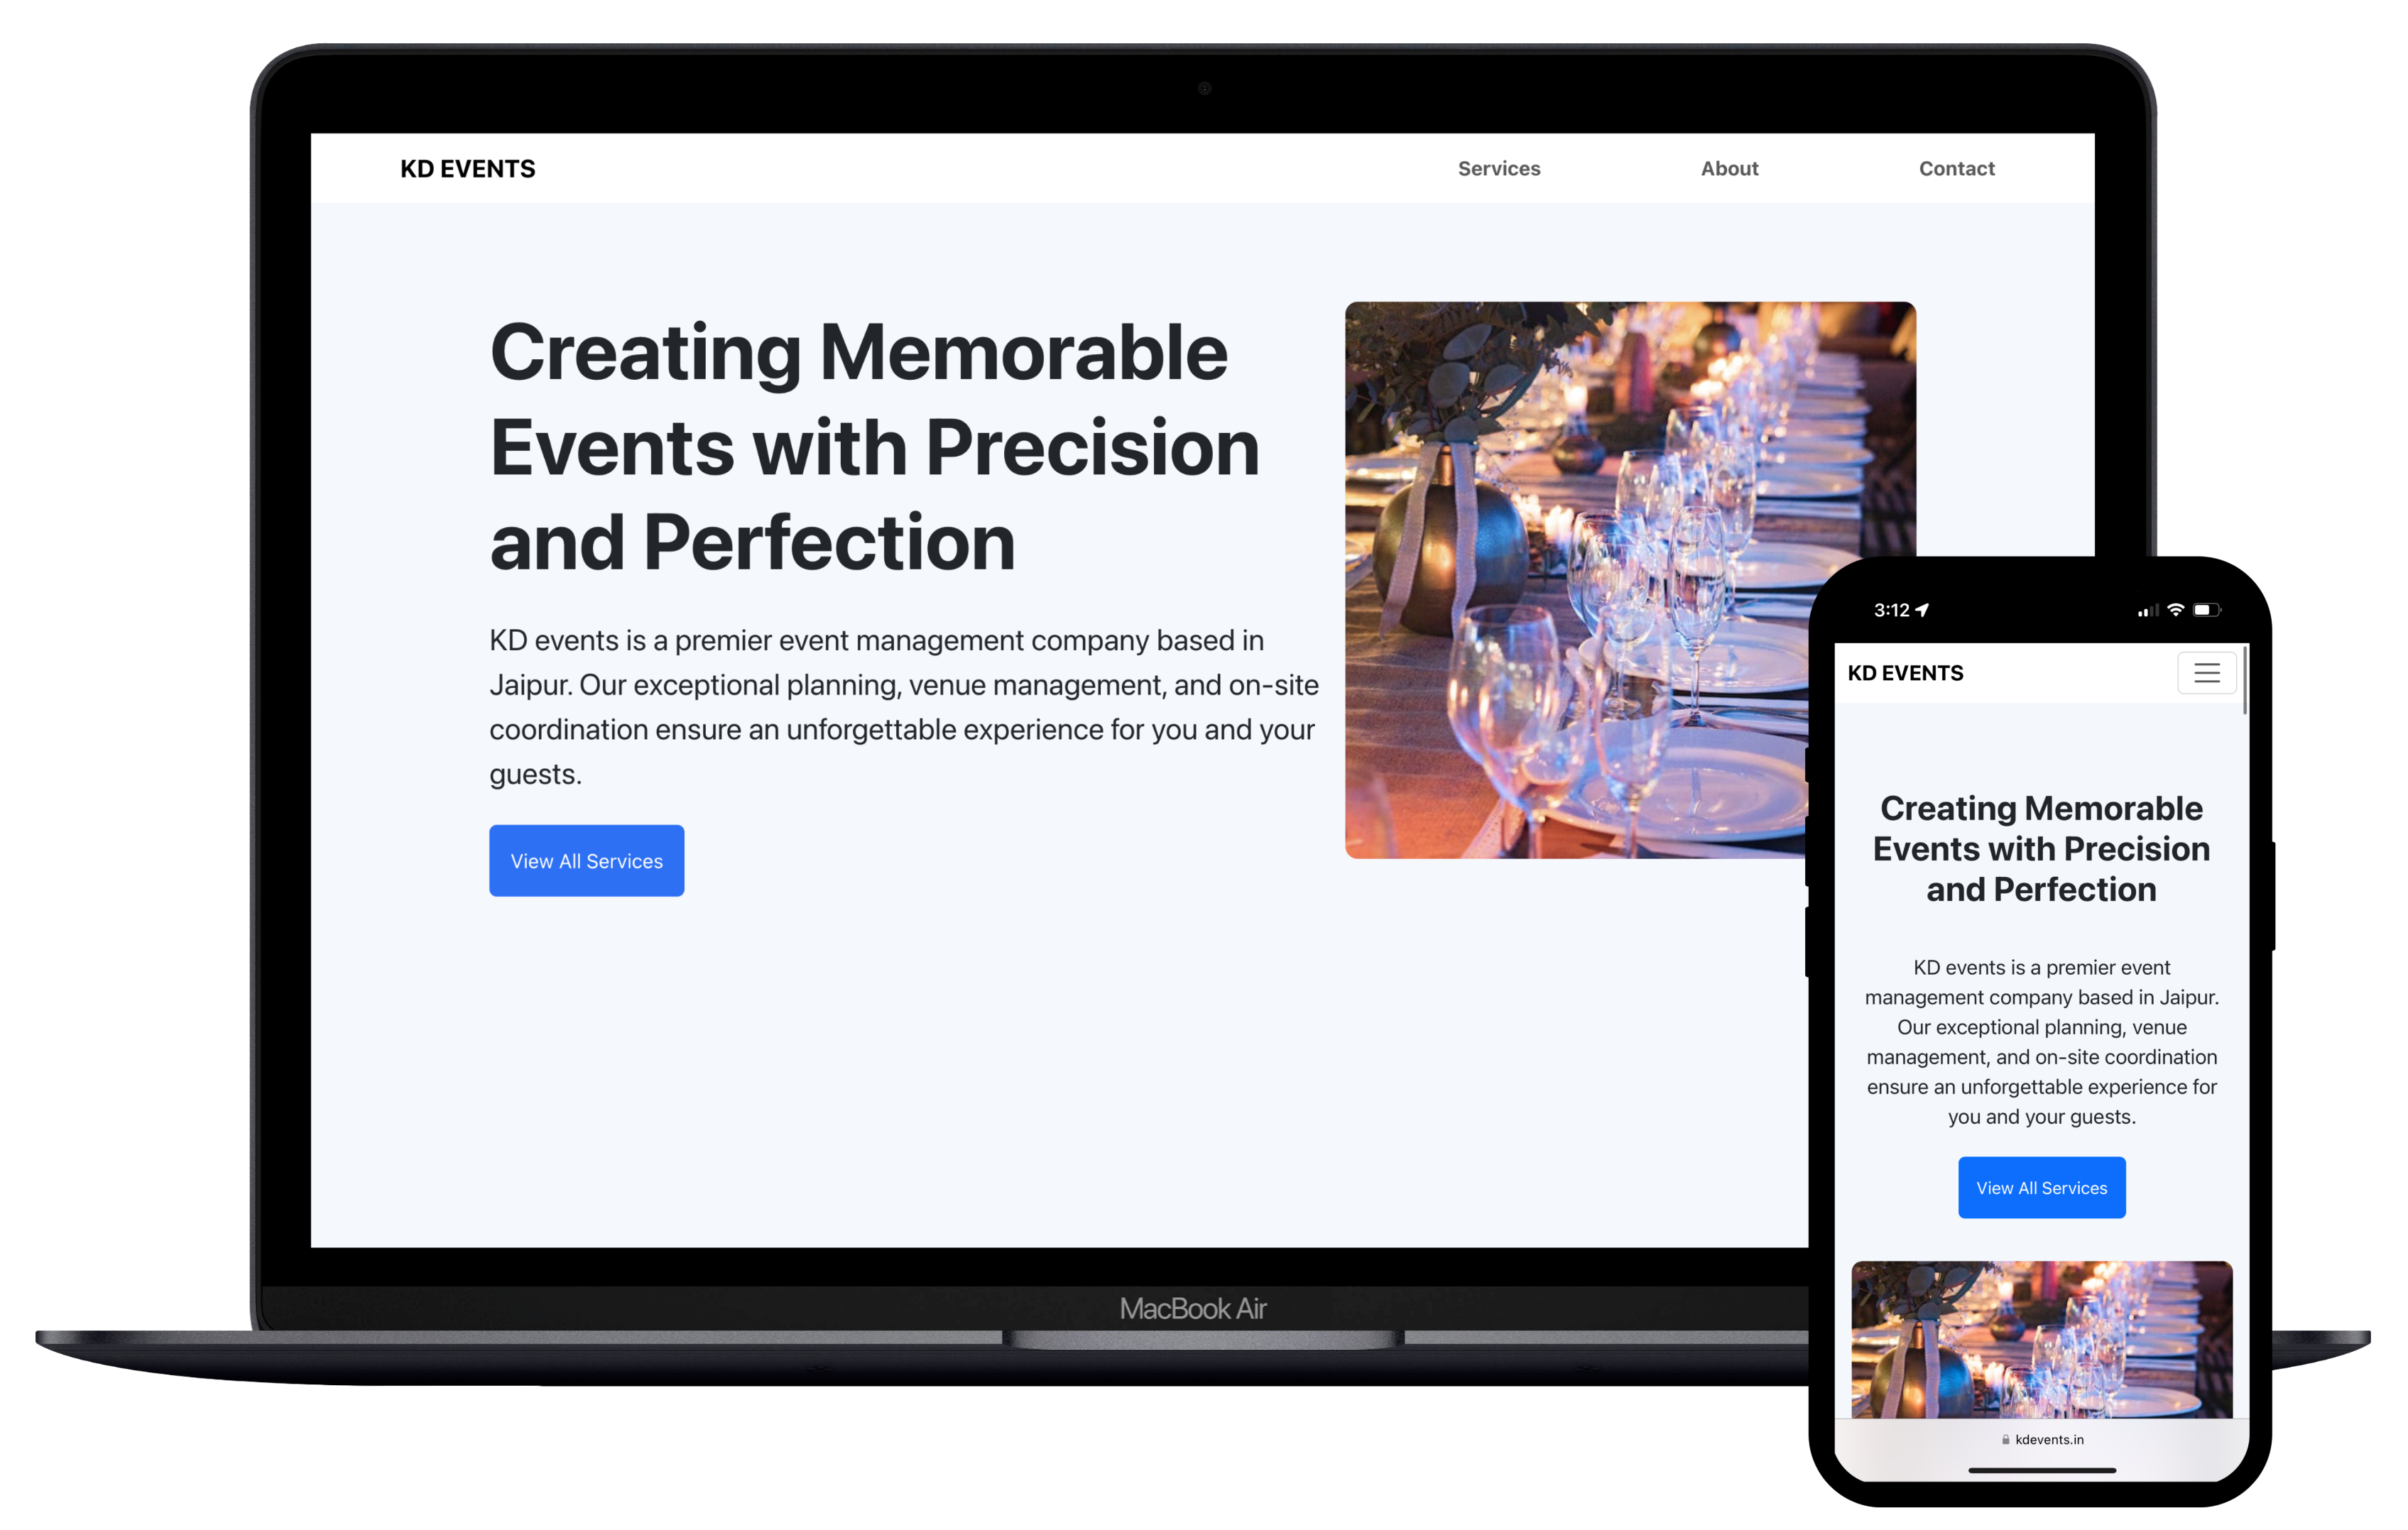 KD EVENTS
Services
About
Contact
Creating Memorable
Events with Precision
and Perfection
KD events is a premier event management company based in
Jaipur. Our exceptional planning, venue management, and on-site
coordination ensure an unforgettable experience for you and your
guests.
View All Services
MacBook Air
3:12
KD EVENTS
Creating Memorable
Events with Precision
and Perfection
KD events is a premier event
management company based in Jaipur.
Our exceptional planning, venue
management, and on-site coordination
ensure an unforgettable experience for
you and your guests.
View All Services
kdevents.in